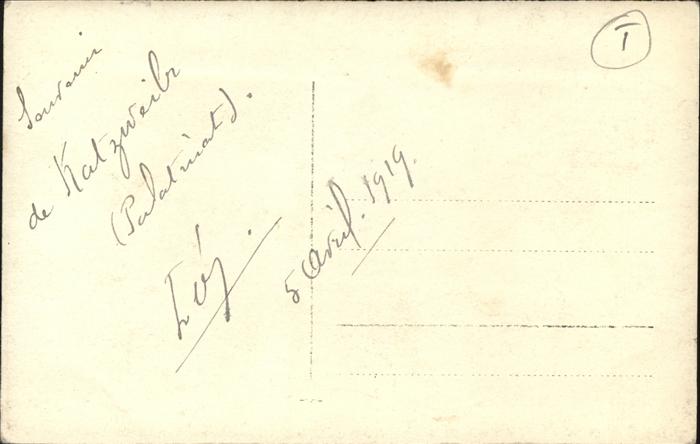 Souvenir
de Katzweiler
(Palatinat).
5 Avril 1919.
T